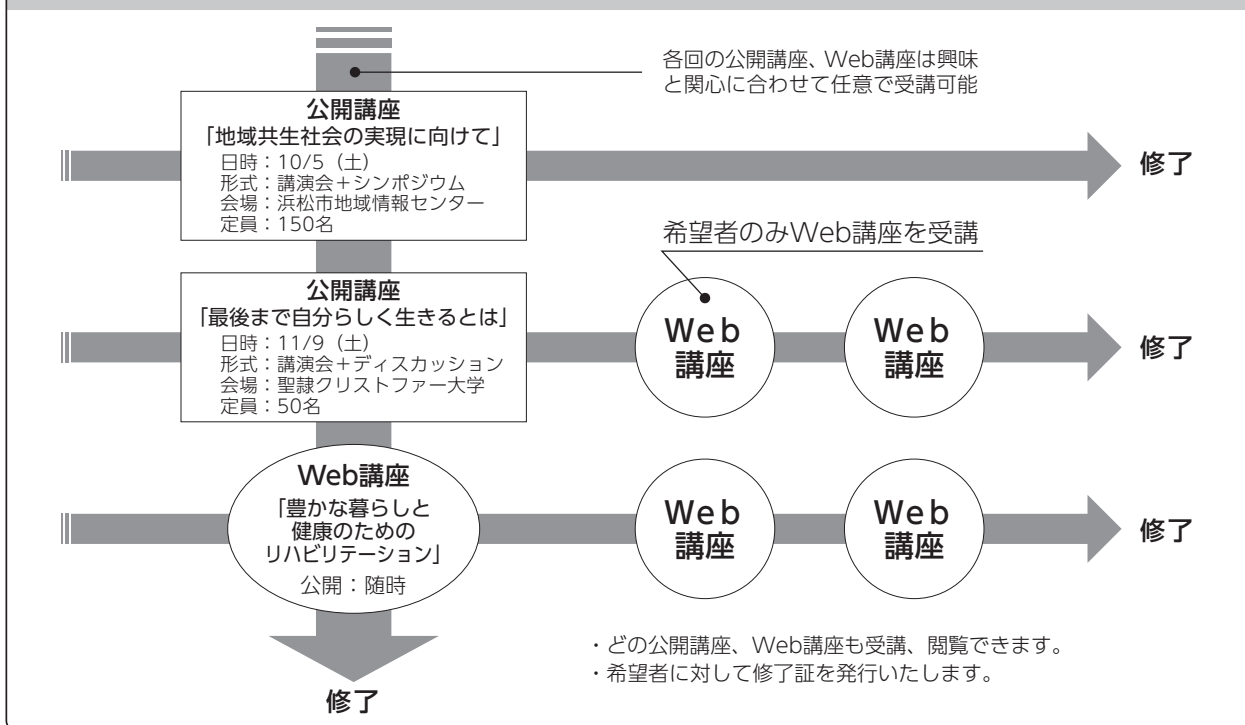 各回の公開講座、Web講座は興味
と関心に合わせて任意で受講可能
公開講座
「地域共生社会の実現に向けて」
日時：10/5（土）
形式：講演会＋シンポジウム
会場：浜松市地域情報センター
定員：150名
修了
希望者のみWeb講座を受講
公開講座
「最後まで自分らしく生きるとは」
日時：11/9（土）
形式：講演会＋ディスカッション
会場：聖隷クリストファー大学
定員：50名
Web
講座
Web
講座
修了
Web講座
「豊かな暮らしと
健康のための
リハビリテーション」
公開：随時
Web
講座
Web
講座
修了
・どの公開講座、Web講座も受講、閲覧できます。
・希望者に対して修了証を発行いたします。
修了